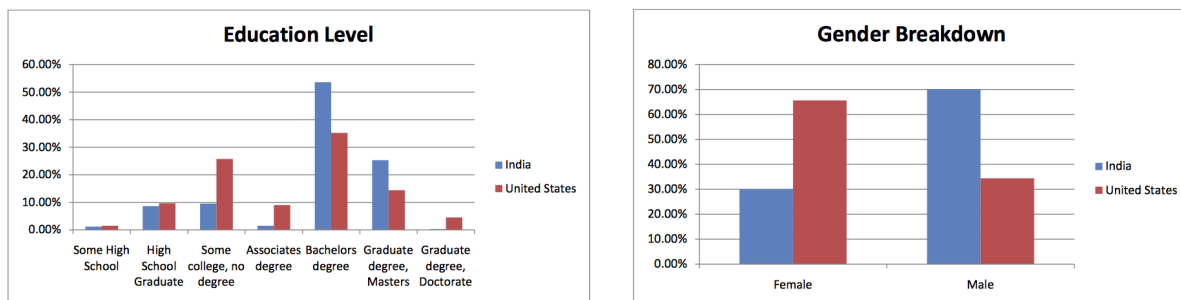 Education Level
60.00%
50.00%
40.00%
30.00%
20.00%
10.00%
0.00%
Some High School
High School Graduate
Some college, no degree
Associates degree
Bachelors degree
Graduate degree, Masters
Graduate degree, Doctorate
India
United States
Gender Breakdown
80.00%
70.00%
60.00%
50.00%
40.00%
30.00%
20.00%
10.00%
0.00%
Female
Male
India
United States